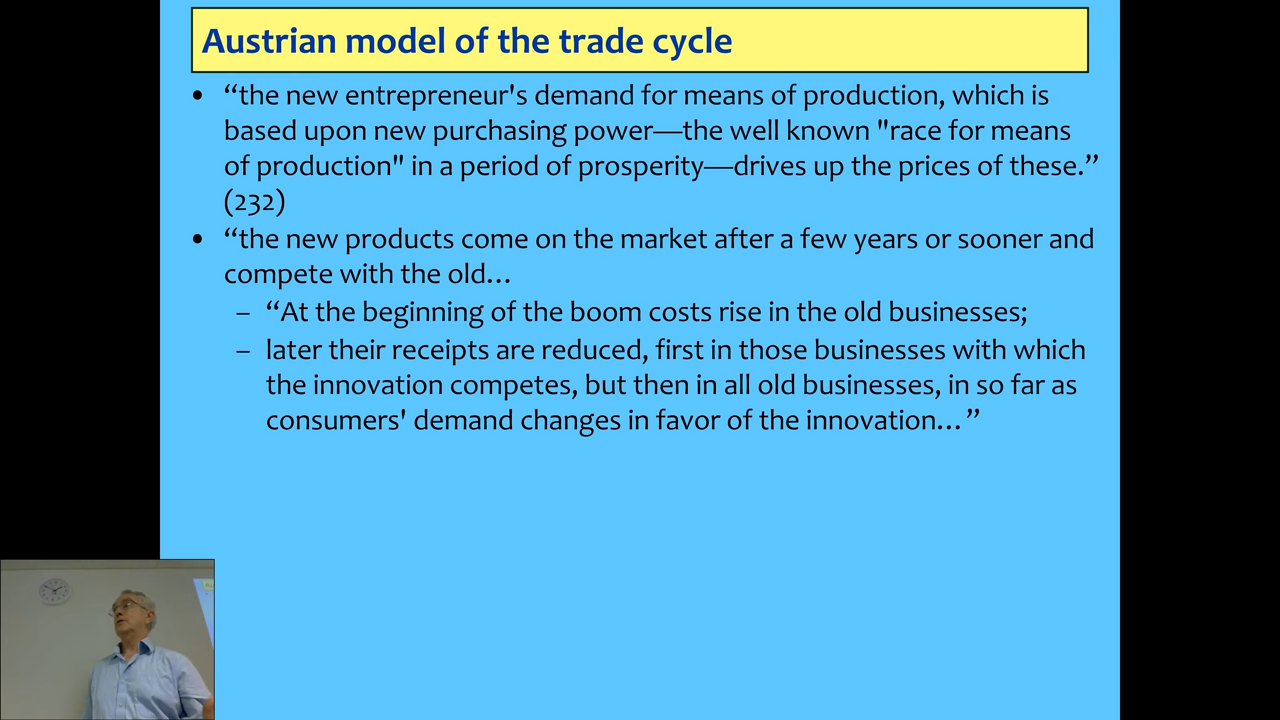 Austrian model of the trade cycle
• “the new entrepreneur's demand for means of production, which is
based upon new purchasing power—the well known "race for means
of production" in a period of prosperity—drives up the prices of these.”
(232)
• “the new products come on the market after a few years or sooner and
compete with the old…
– “At the beginning of the boom costs rise in the old businesses;
– later their receipts are reduced, first in those businesses with which
the innovation competes, but then in all old businesses, in so far as
consumers' demand changes in favor of the innovation…”